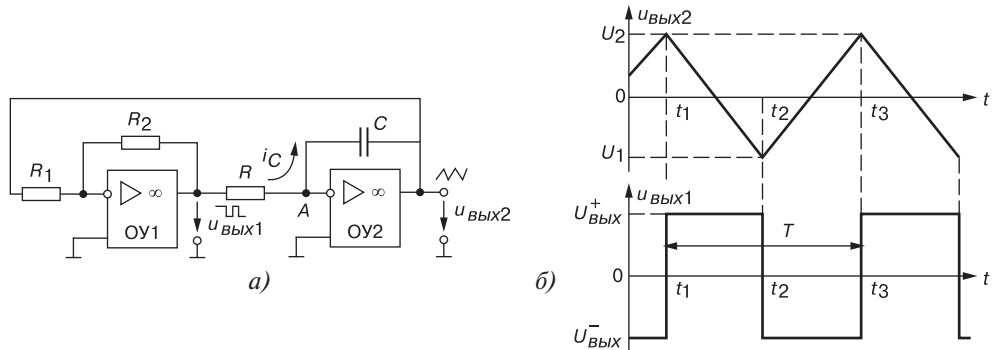 R1
R2
▷ ∞
ОУ1
uвых1
R
iC
A
C
▷ ∞
ОУ2
uвых2
а)
uвых2
U2
0
U1
t1
t2
t3
t
uвых1
U+вых
0
U−вых
T
t1
t2
t3
t
б)